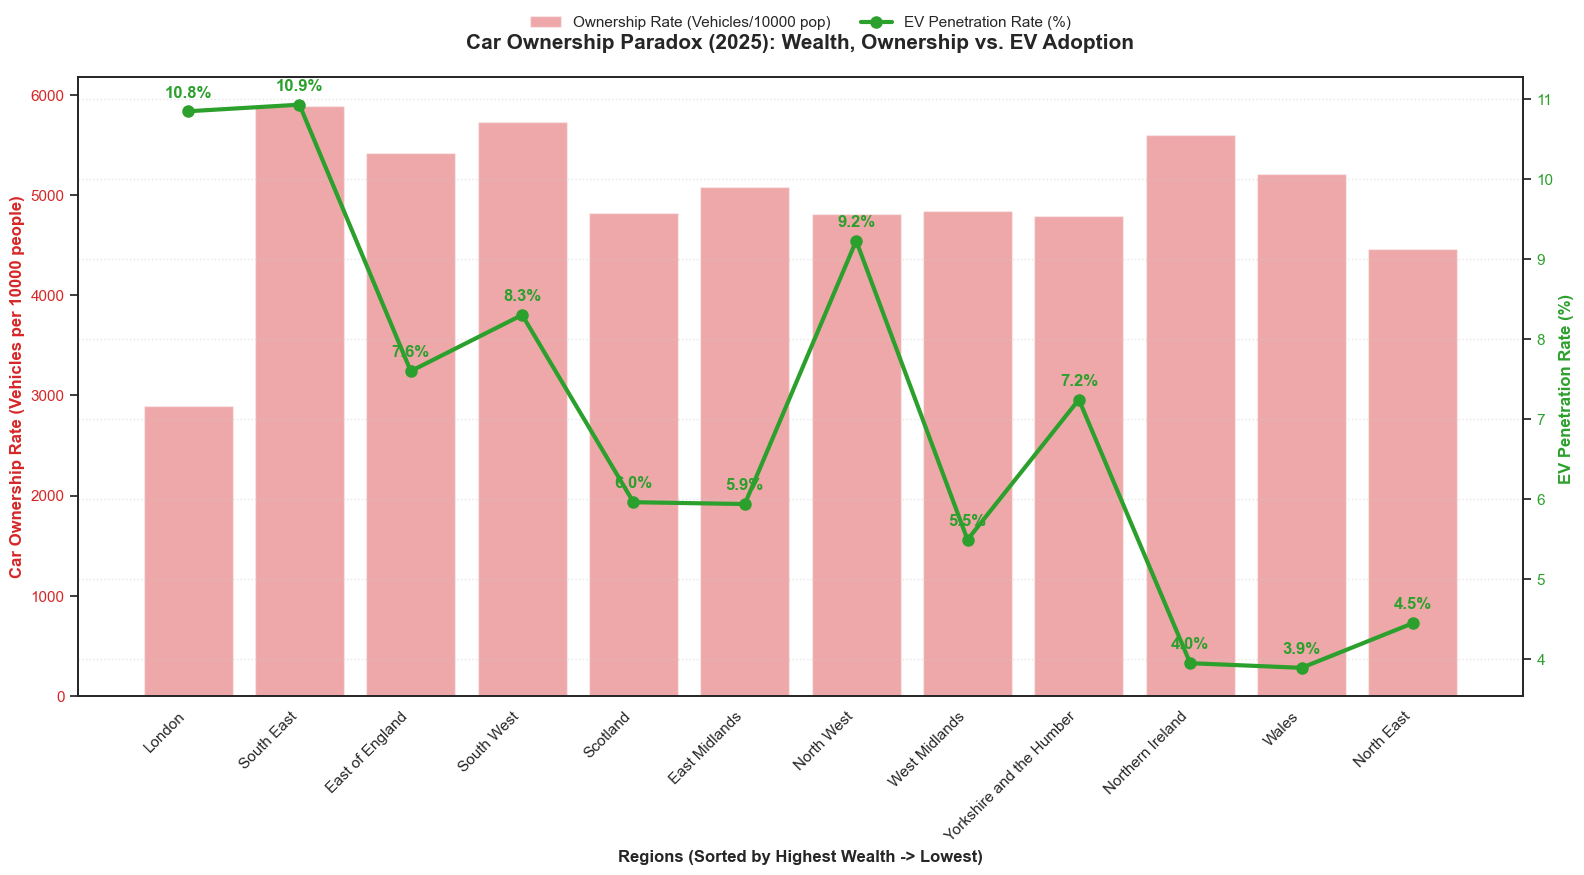 Ownership Rate (Vehicles/10000 pop)
EV Penetration Rate (%)
Car Ownership Paradox (2025): Wealth, Ownership vs. EV Adoption
Car Ownership Rate (Vehicles per 10000 people)
6000
5000
4000
3000
2000
1000
0
10.8%
10.9%
7.6%
8.3%
6.0%
5.9%
9.2%
5.5%
7.2%
4.0%
3.9%
4.5%
11
10
9
8
7
6
5
4
EV Penetration Rate (%)
London
South East
East of England
South West
Scotland
East Midlands
North West
West Midlands
Yorkshire and the Humber
Northern Ireland
Wales
North East
Regions (Sorted by Highest Wealth -> Lowest)